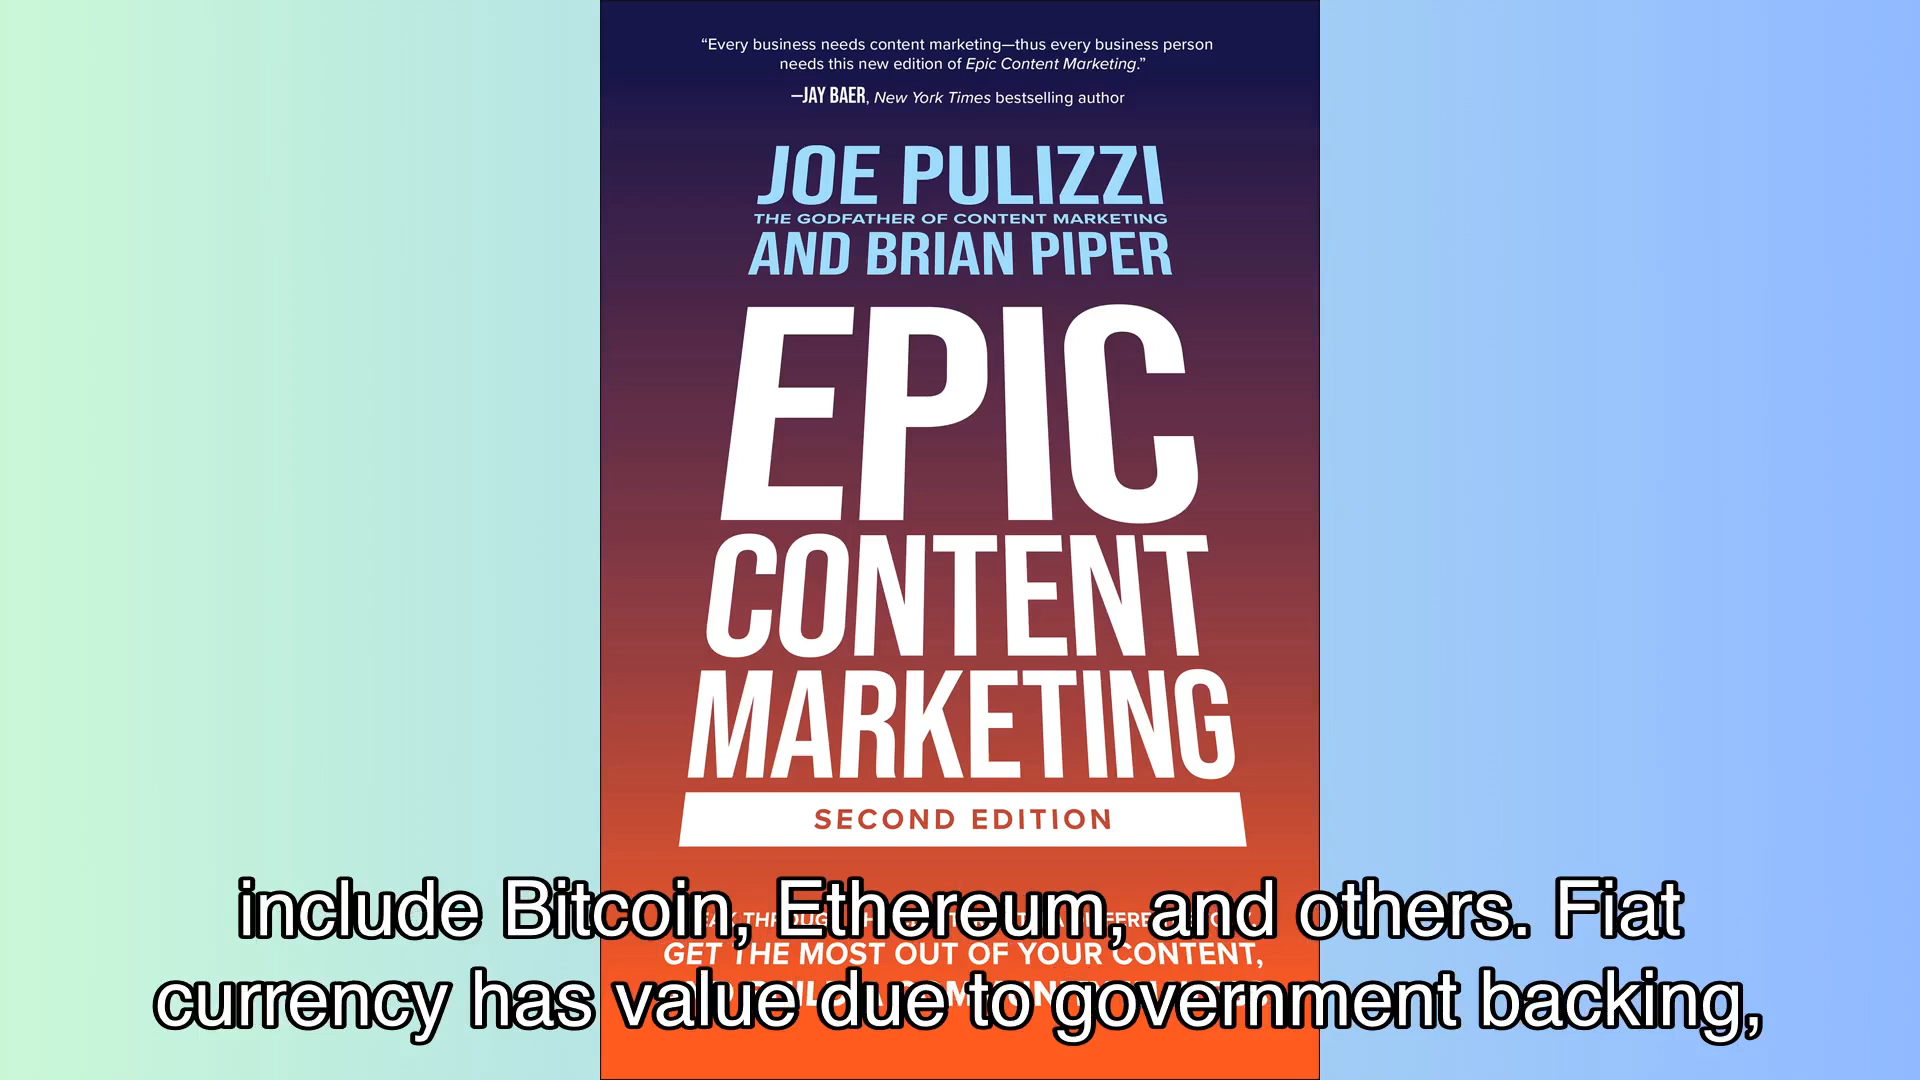 “Every business needs content marketing—thus every business person
needs this new edition of Epic Content Marketing.”
—JAY BAER, New York Times bestselling author
JOE PULIZZI
THE GODFATHER OF CONTENT MARKETING
AND BRIAN PIPER
EPIC
CONTENT
MARKETING
SECOND EDITION
include Bitcoin, Ethereum, and others. Fiat
GET THE MOST OUT OF YOUR CONTENT,
currency has value due to government backing,